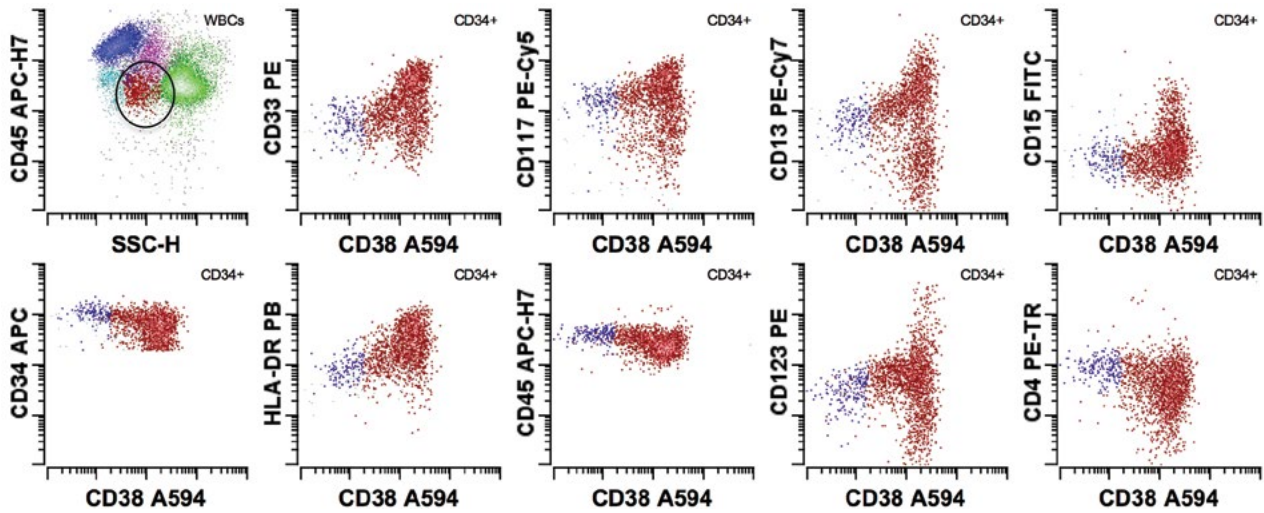 CD45 APC-H7
WBCs
SSC-H
CD33 PE
CD34+
CD38 A594
CD117 PE-Cy5
CD34+
CD38 A594
CD13 PE-Cy7
CD34+
CD38 A594
CD15 FITC
CD34+
CD38 A594
CD34 APC
CD34+
CD38 A594
HLA-DR PB
CD34+
CD38 A594
CD45 APC-H7
CD34+
CD38 A594
CD123 PE
CD34+
CD38 A594
CD4 PE-TR
CD34+
CD38 A594